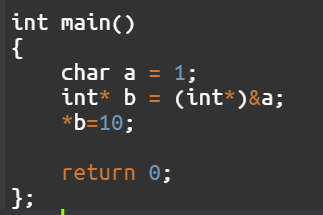 int main()
{
    char a = 1;
    int* b = (int*)&a;
    *b=10;

    return 0;
};